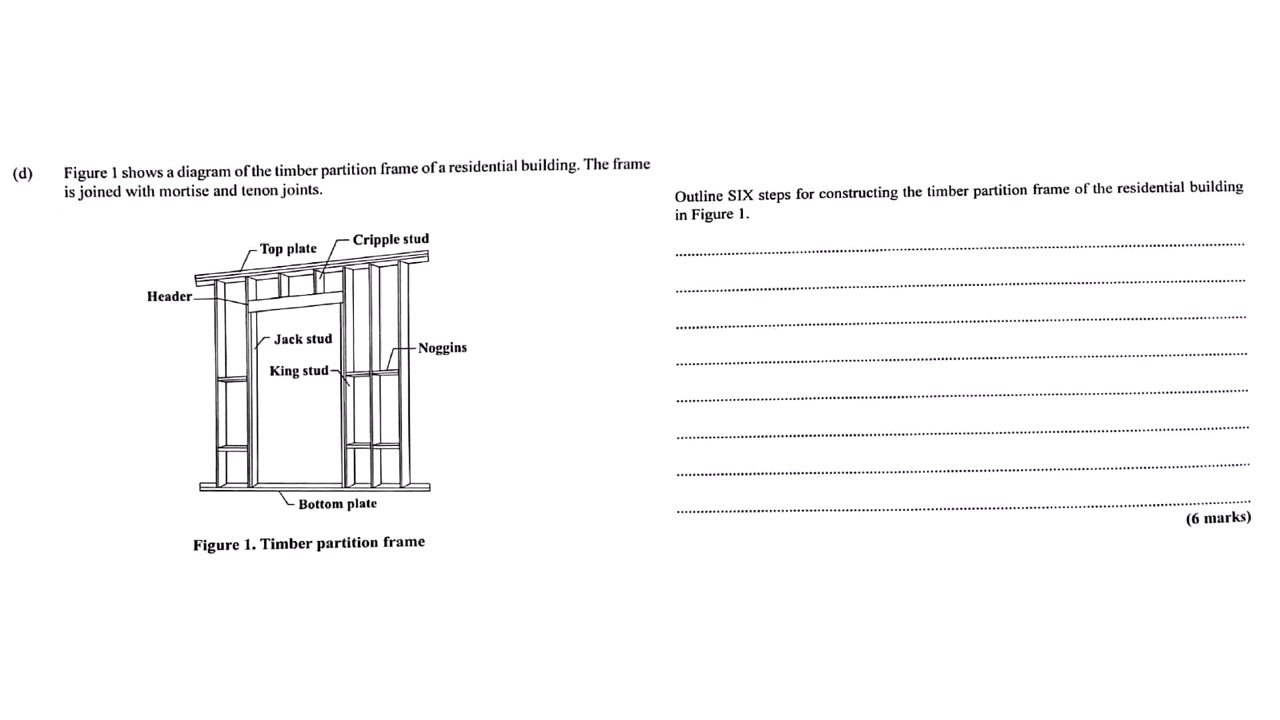 (d) Figure 1 shows a diagram of the timber partition frame of a residential building. The frame
is joined with mortise and tenon joints.
Top plate
Cripple stud
Header
Jack stud
Noggins
King stud
Bottom plate
Figure 1. Timber partition frame
Outline SIX steps for constructing the timber partition frame of the residential building
in Figure 1.
(6 marks)